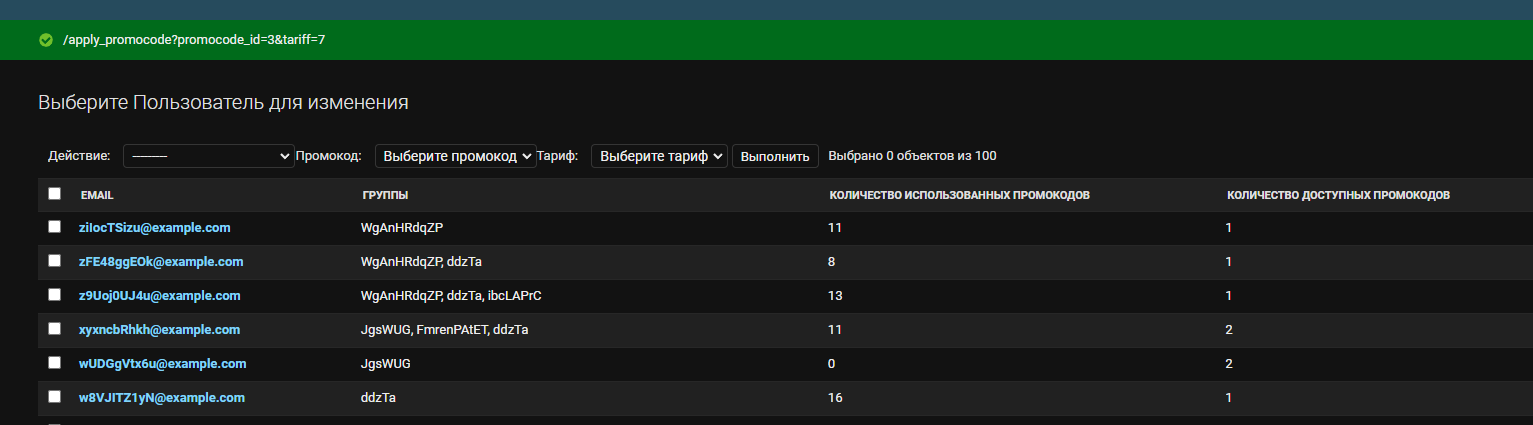 /apply_promocode?promocode_id=3&tariff=7
Выберите Пользователь для изменения
Действие: --------- Промокод: Выберите промокод Тариф: Выберите тариф Выполнить Выбрано 0 объектов из 100
EMAIL ГРУППЫ КОЛИЧЕСТВО ИСПОЛЬЗОВАННЫХ ПРОМОКОДОВ КОЛИЧЕСТВО ДОСТУПНЫХ ПРОМОКОДОВ
ziIocTSizu@example.com WgAnHRdqZP 11 1
zFE48ggEOk@example.com WgAnHRdqZP, ddzTa 8 1
z9Uoj0UJ4u@example.com WgAnHRdqZP, ddzTa, ibcLAPrC 13 1
xyxncbRhkh@example.com JgsWUG, FmrenPAtET, ddzTa 11 2
wUDGgVtx6u@example.com JgsWUG 0 2
w8VJITZ1yN@example.com ddzTa 16 1